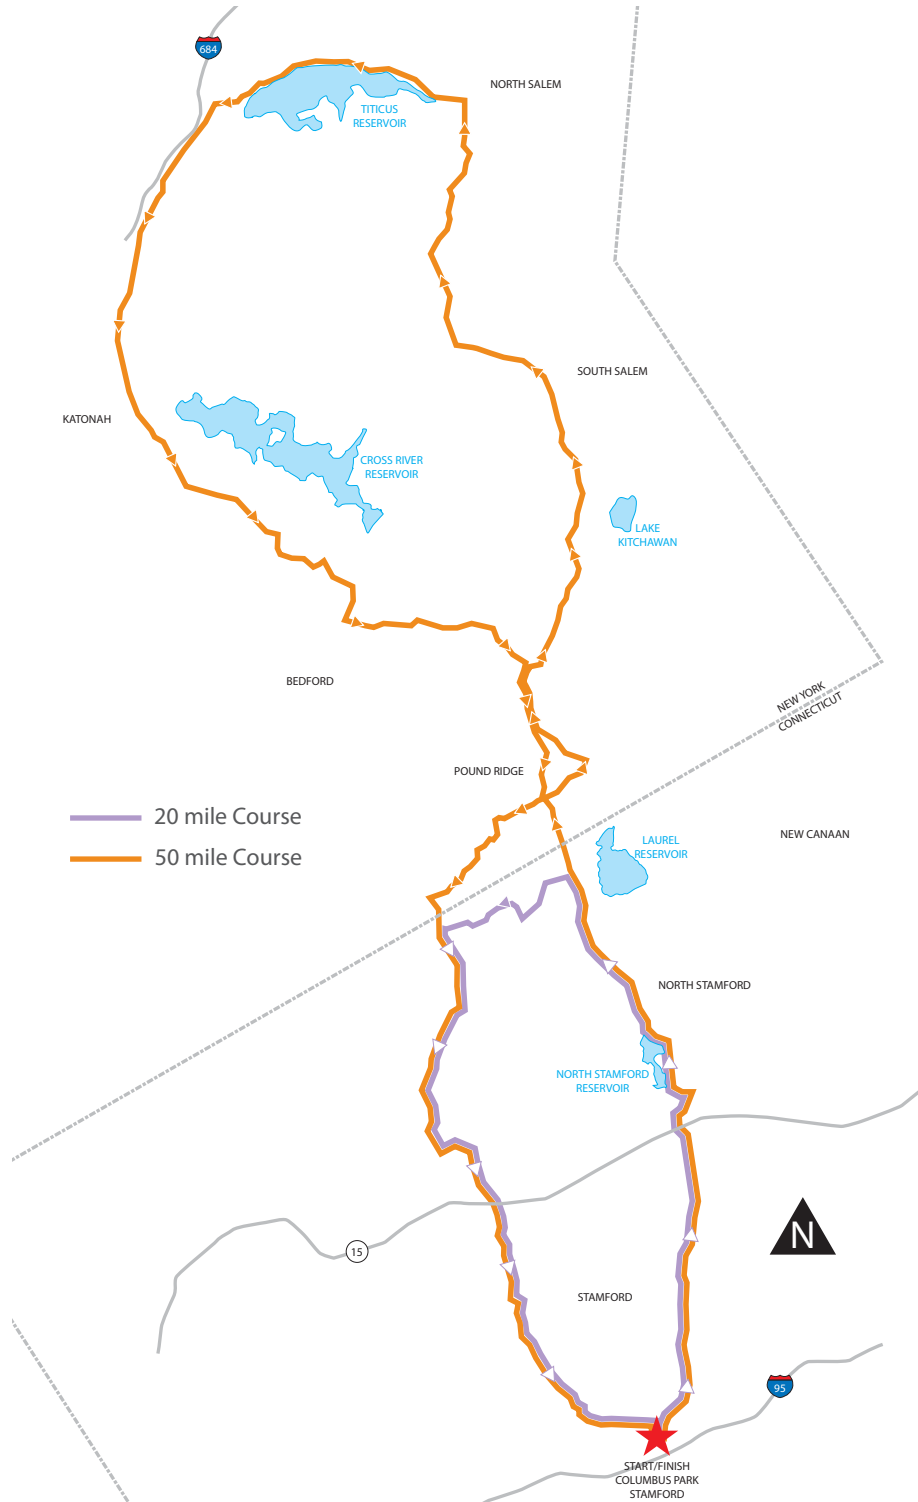 684
NORTH SALEM
TITICUS
RESERVOIR
SOUTH SALEM
KATONAH
CROSS RIVER
RESERVOIR
LAKE
KITCHAWAN
BEDFORD
NEW YORK
CONNECTICUT
POUND RIDGE
20 mile Course
50 mile Course
LAUREL
RESERVOIR
NEW CANAAN
NORTH STAMFORD
NORTH STAMFORD
RESERVOIR
N
15
STAMFORD
95
START/FINISH
COLUMBUS PARK
STAMFORD